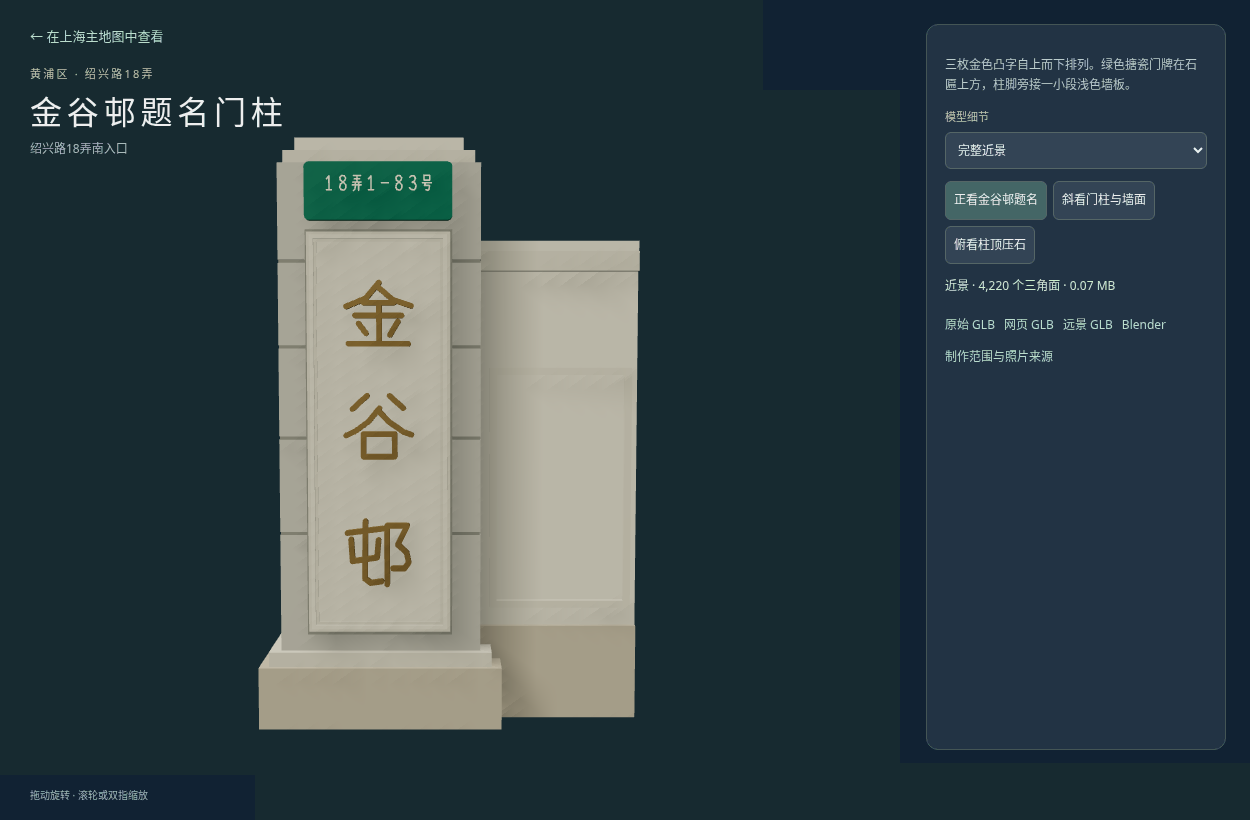 ← 在上海主地图中查看
黄浦区 · 绍兴路18弄
金谷邨题名门柱
绍兴路18弄南入口
18弄1-83号
金
谷
邨
拖动旋转 · 滚轮或双指缩放
三枚金色凸字自上而下排列。绿色搪瓷门牌在石
匾上方，柱脚旁接一小段浅色墙板。
模型细节
完整近景
正看金谷邨题名 斜看门柱与墙面
俯看柱顶压石
近景 · 4,220 个三角面 · 0.07 MB
原始 GLB 网页 GLB 远景 GLB Blender
制作范围与照片来源